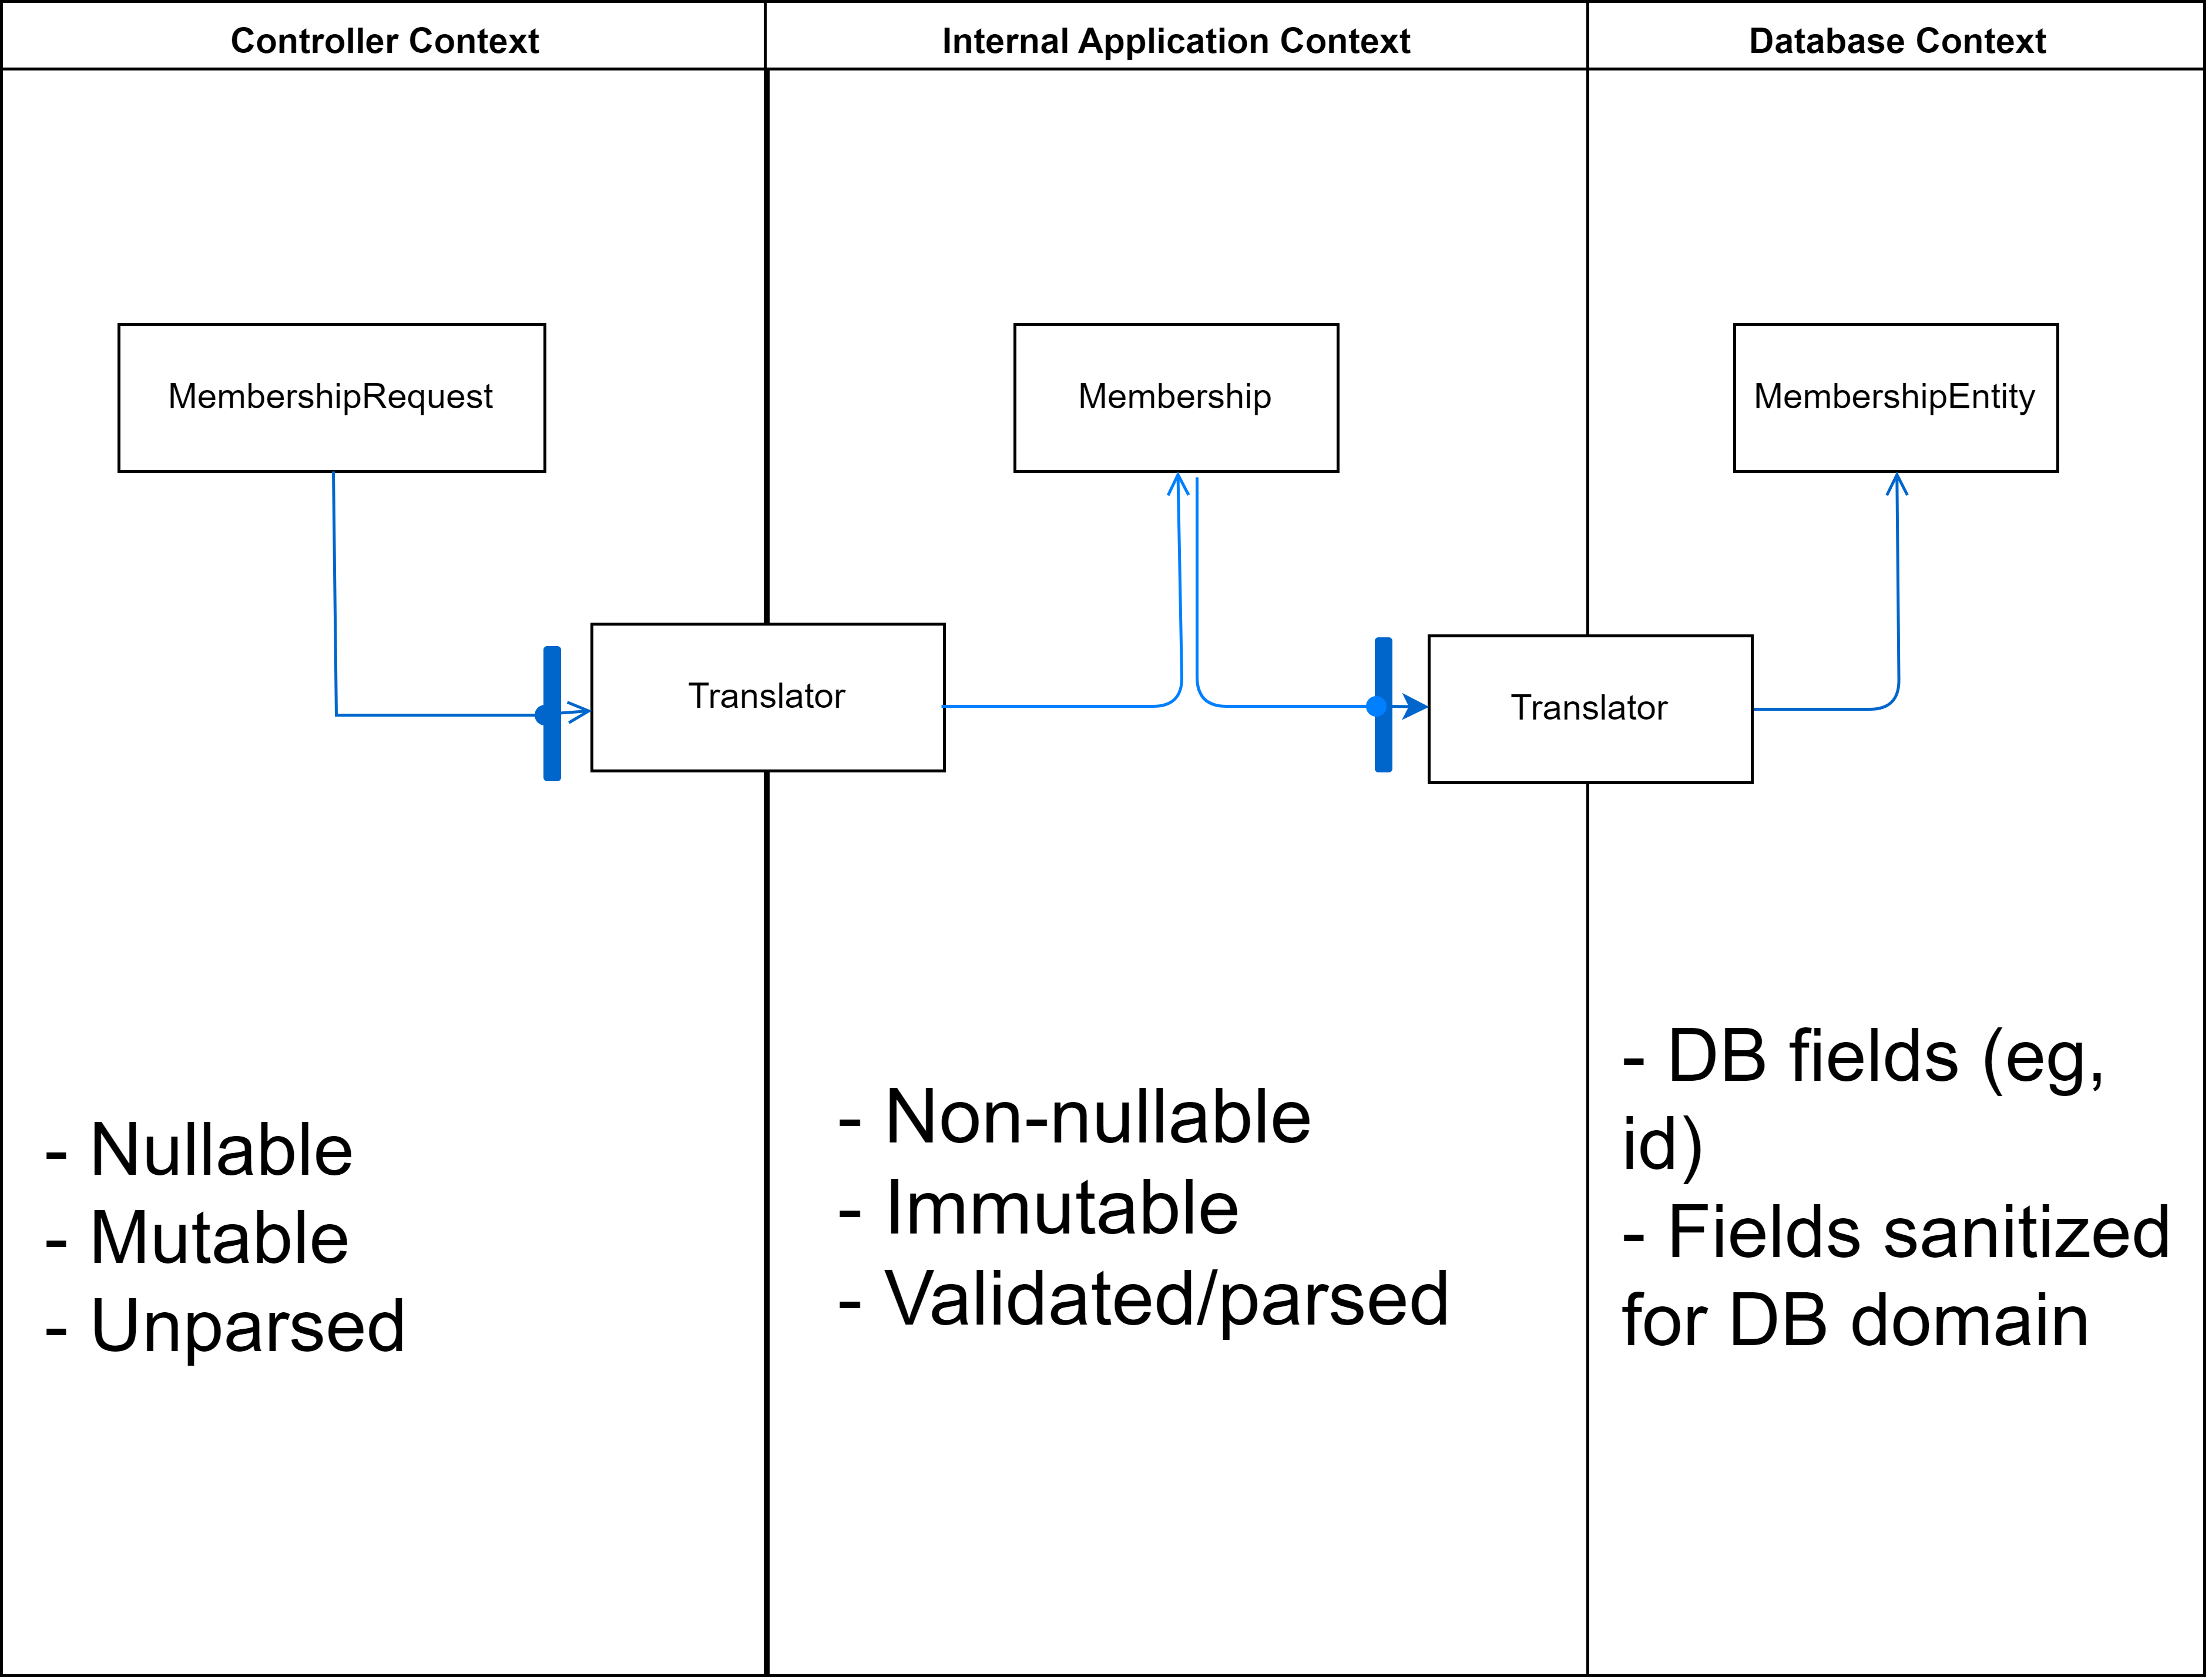 Controller Context
Internal Application Context
Database Context
MembershipRequest
Membership
MembershipEntity
Translator
Translator
- Nullable
- Mutable
- Unparsed
- Non-nullable
- Immutable
- Validated/parsed
- DB fields (eg,
id)
- Fields sanitized
for DB domain